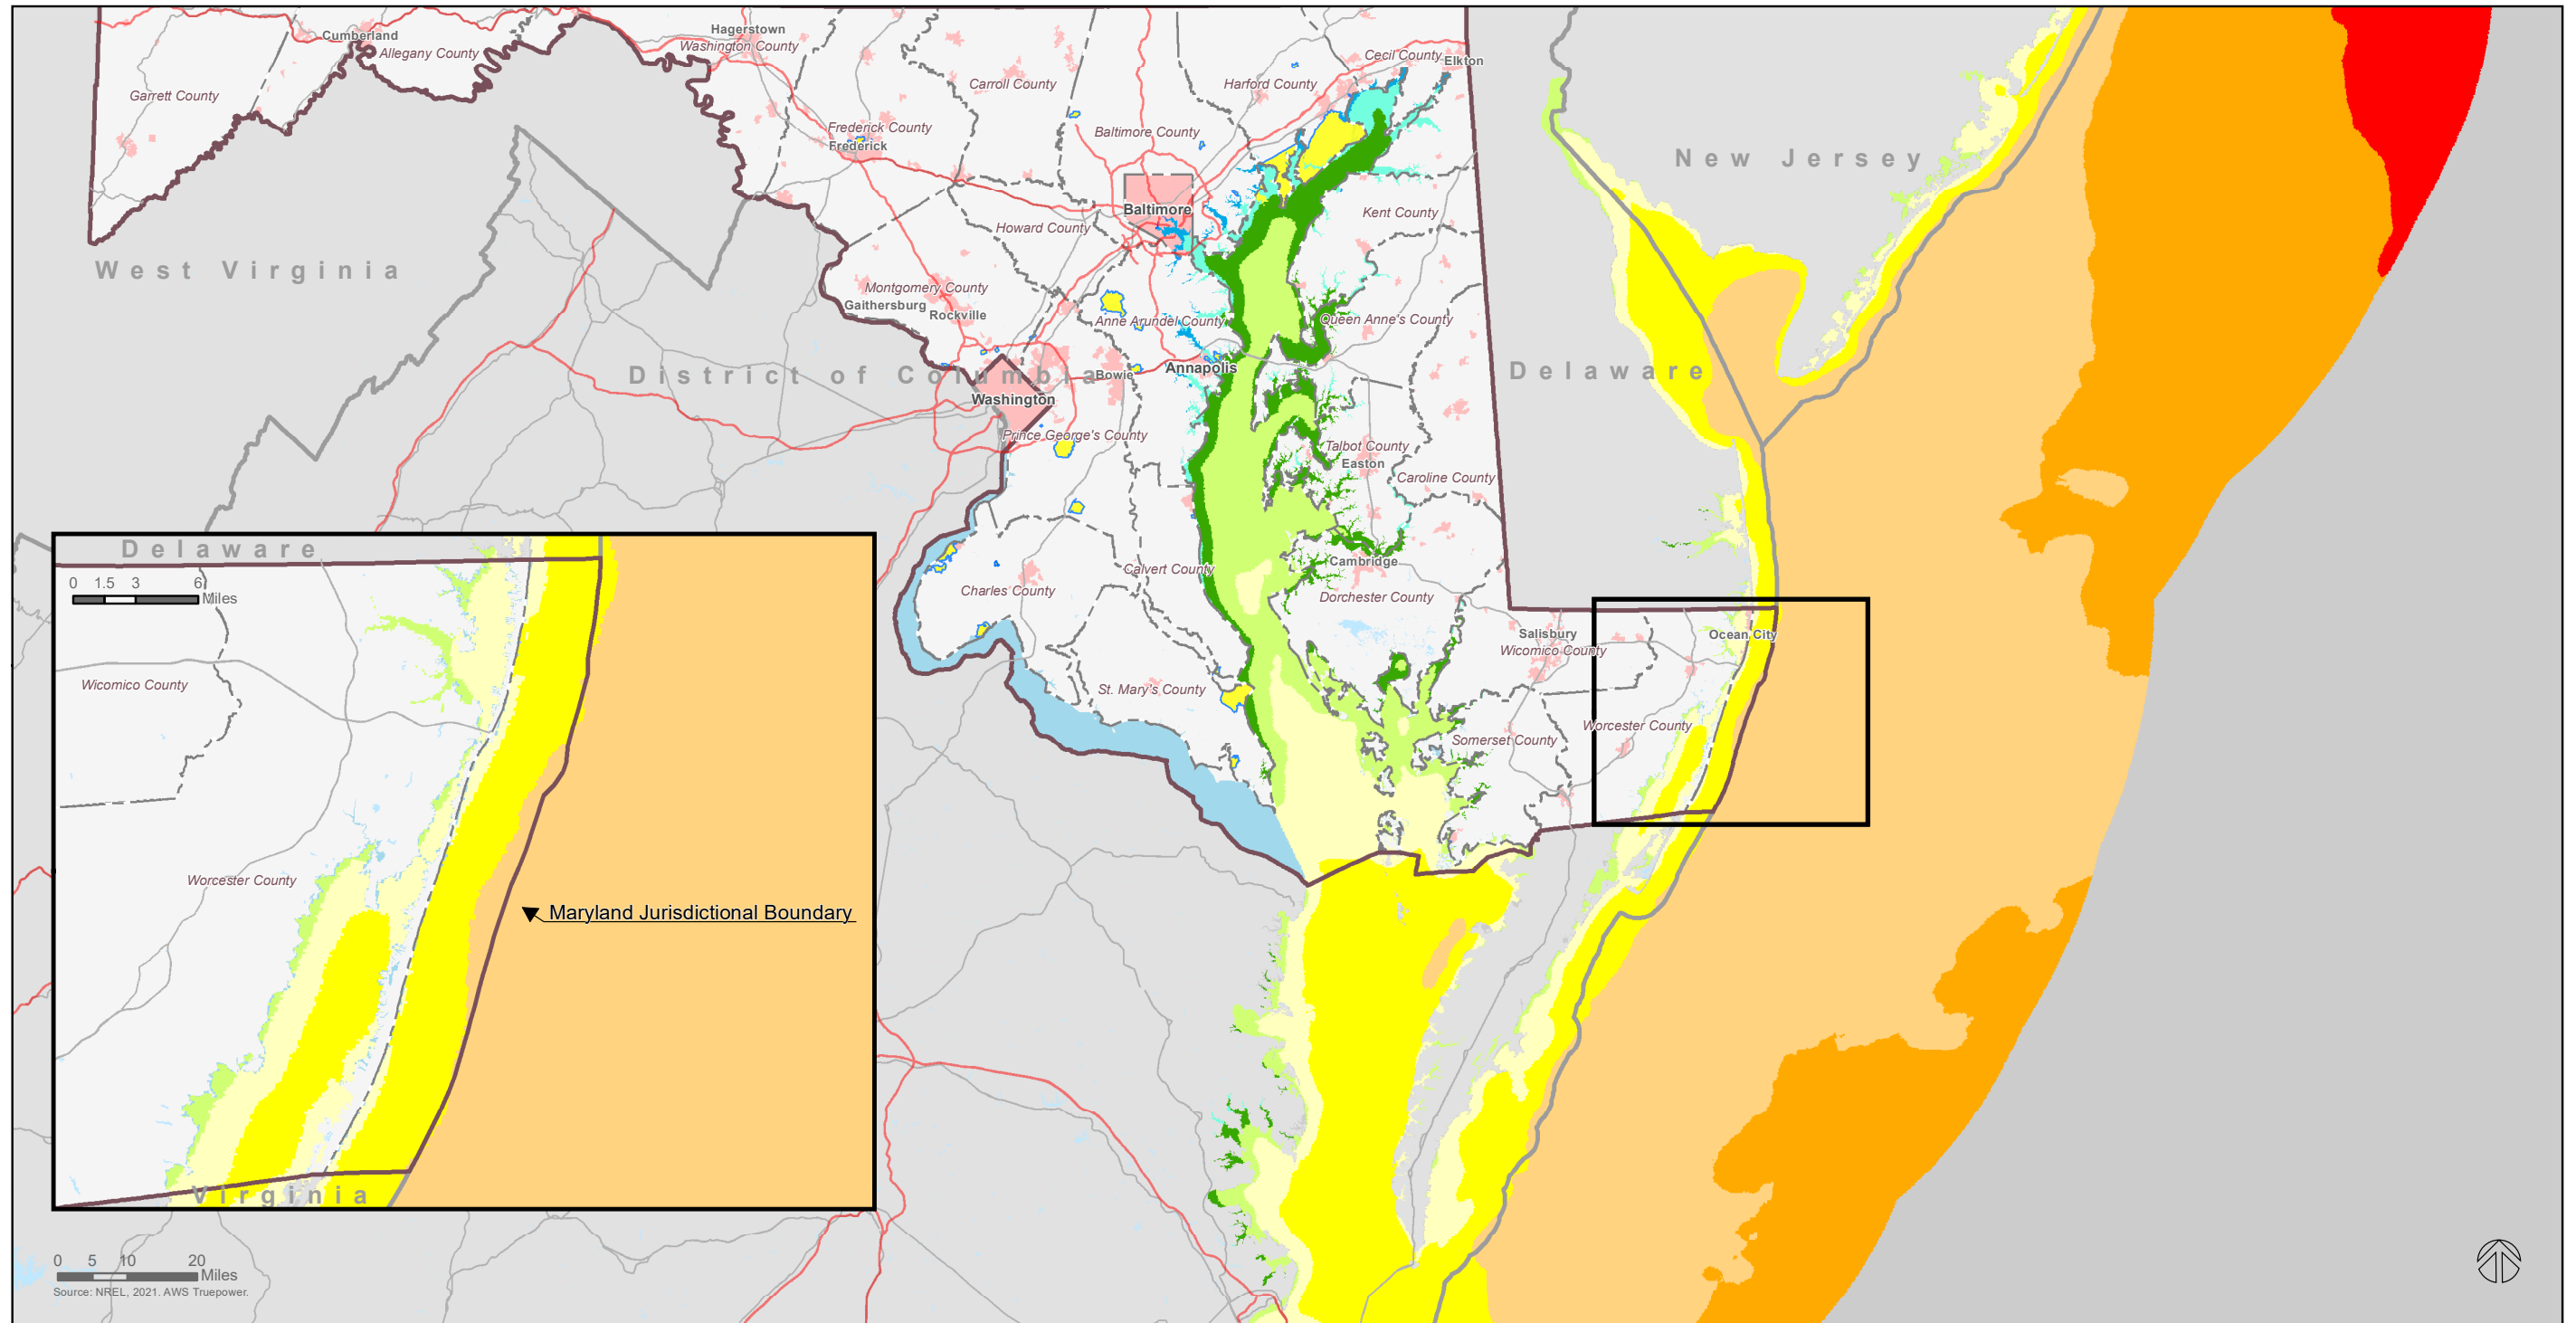 Cumberland
Allegany County
Hagerstown
Washington County
Cecil County
Elkton
Garrett County
Carroll County
Harford County
Frederick County
Frederick
Baltimore County
New Jersey
Baltimore
Kent County
Howard County
West Virginia
Montgomery County
Gaithersburg
Rockville
Anne Arundel County
Queen Anne's County
District of Columbia
Bowie
Annapolis
Delaware
Washington
Prince George's County
Talbot County
Easton
Caroline County
Cambridge
Calvert County
Charles County
Dorchester County
Salisbury
Wicomico County
Ocean City
St. Mary's County
Worcester County
Somerset County
Delaware
0 1.5 3 6
Miles
Wicomico County
Worcester County
Maryland Jurisdictional Boundary
Virginia
0 5 10 20
Miles
Source: NREL, 2021. AWS Truepower.